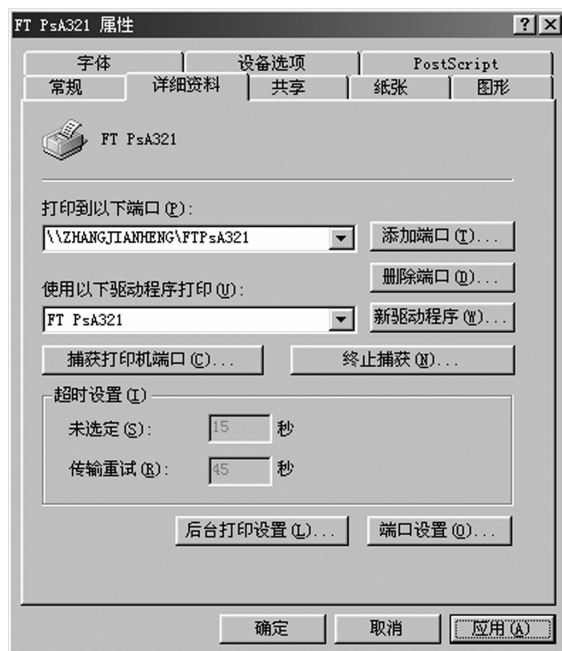 FT PsA321 属性
字体 设备选项 PostScript
常规 详细资料 共享 纸张 图形
FT PsA321
打印到以下端口(P):
\\ZHANGJIANHENG\FTPsA321 添加端口(T)...
删除端口(D)...
使用以下驱动程序打印(U):
FT PsA321 新驱动程序(W)...
捕获打印机端口(C)... 终止捕获(N)...
超时设置(I)
未选定(S): 15 秒
传输重试(R): 45 秒
后台打印设置(L)... 端口设置(O)...
确定 取消 应用(A)